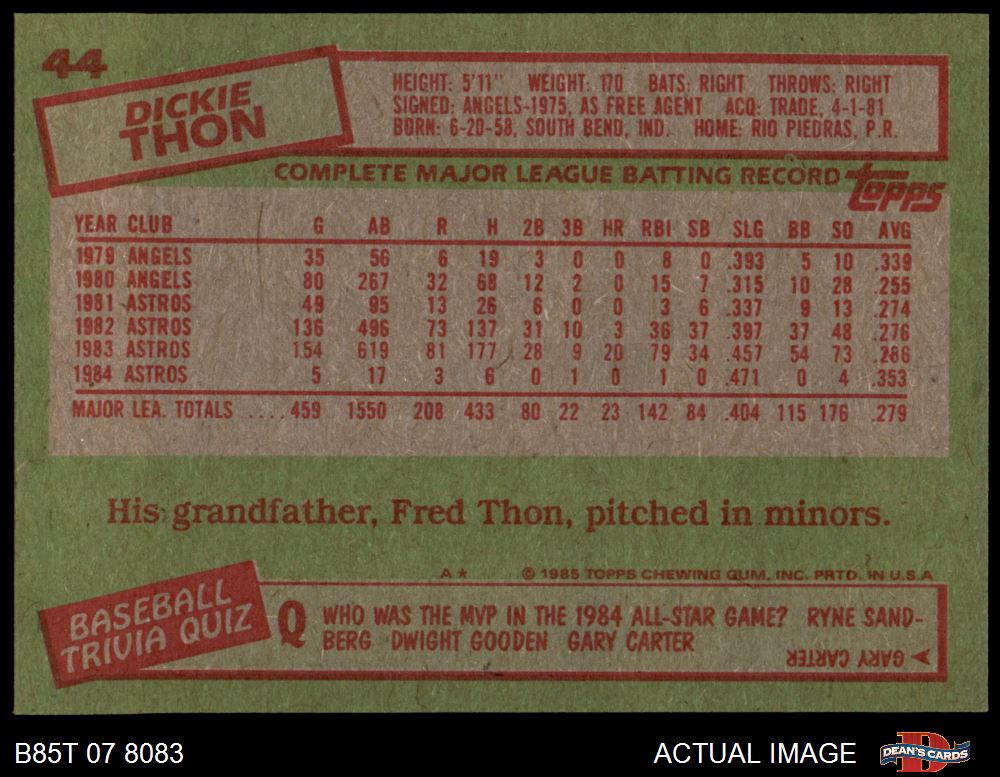 44
DICKIE
THON
HEIGHT: 5'11" WEIGHT: 170 BATS: RIGHT THROWS: RIGHT
SIGNED: ANGELS-1975, AS FREE AGENT ACQ: TRADE, 4-1-81
BORN: 6-20-58, SOUTH BEND, IND. HOME: RIO PIEDRAS, P.R.
COMPLETE MAJOR LEAGUE BATTING RECORD topps
YEAR CLUB G AB R H 2B 3B HR RBI SB SLG BB SO AVG
1979 ANGELS 35 56 6 19 3 0 0 8 0 .393 5 10 .339
1980 ANGELS 80 267 32 68 12 2 0 15 7 .315 10 28 .255
1981 ASTROS 49 95 13 26 6 0 0 3 6 .337 9 13 .274
1982 ASTROS 136 496 73 137 31 10 3 36 37 .397 37 48 .276
1983 ASTROS 154 619 81 177 28 9 20 79 34 .457 54 73 .286
1984 ASTROS 5 17 3 6 0 1 0 1 0 .471 0 4 .353
MAJOR LEA. TOTALS ....459 1550 208 433 80 22 23 142 84 .404 115 176 .279
His grandfather, Fred Thon, pitched in minors.
A* © 1985 TOPPS CHEWING GUM, INC. PRTD. IN U.S.A
BASEBALL
TRIVIA QUIZ
Q WHO WAS THE MVP IN THE 1984 ALL-STAR GAME? RYNE SAND-
BERG DWIGHT GOODEN GARY CARTER
GARY CARTER
B85T 07 8083 ACTUAL IMAGE DEAN'S CARDS